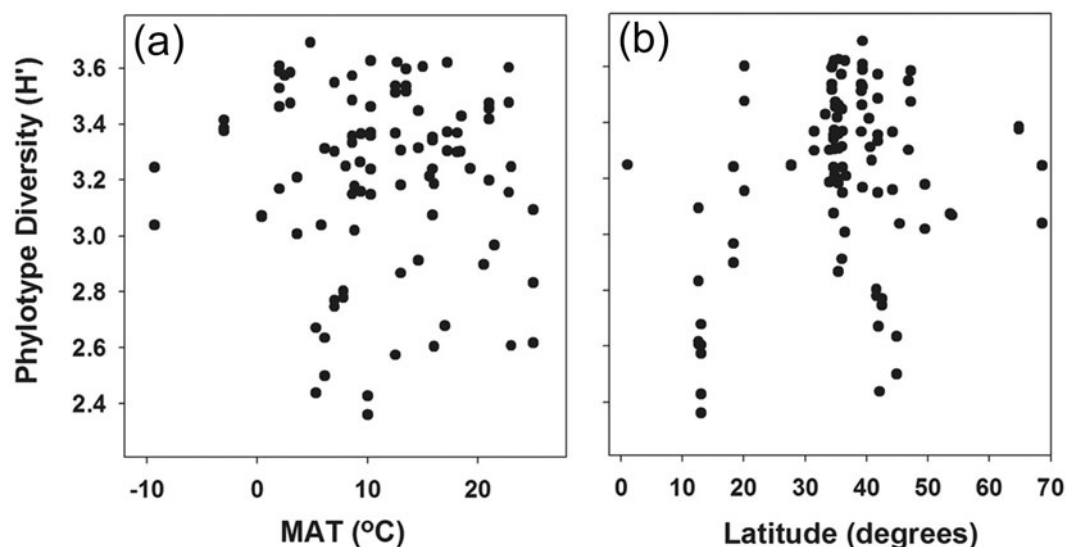 (a)
(b)
Phylotype Diversity (H')
3.6
3.4
3.2
3.0
2.8
2.6
2.4
-10 0 10 20
0 10 20 30 40 50 60 70
MAT (ºC)
Latitude (degrees)